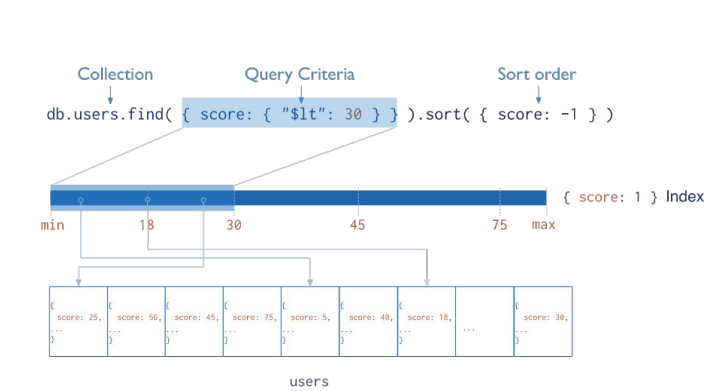 Collection Query Criteria Sort order
db.users.find( { score: { "$lt": 30 } } ).sort( { score: -1 } )
{ score: 1 } Index
min 18 30 45 75 max
{ { { { { { { {
score: 25, score: 56, score: 45, score: 75, score: 5, score: 40, score: 18, score: 30,
... ... ... ... ... ... ... ... ...
} } } } } } } }
users